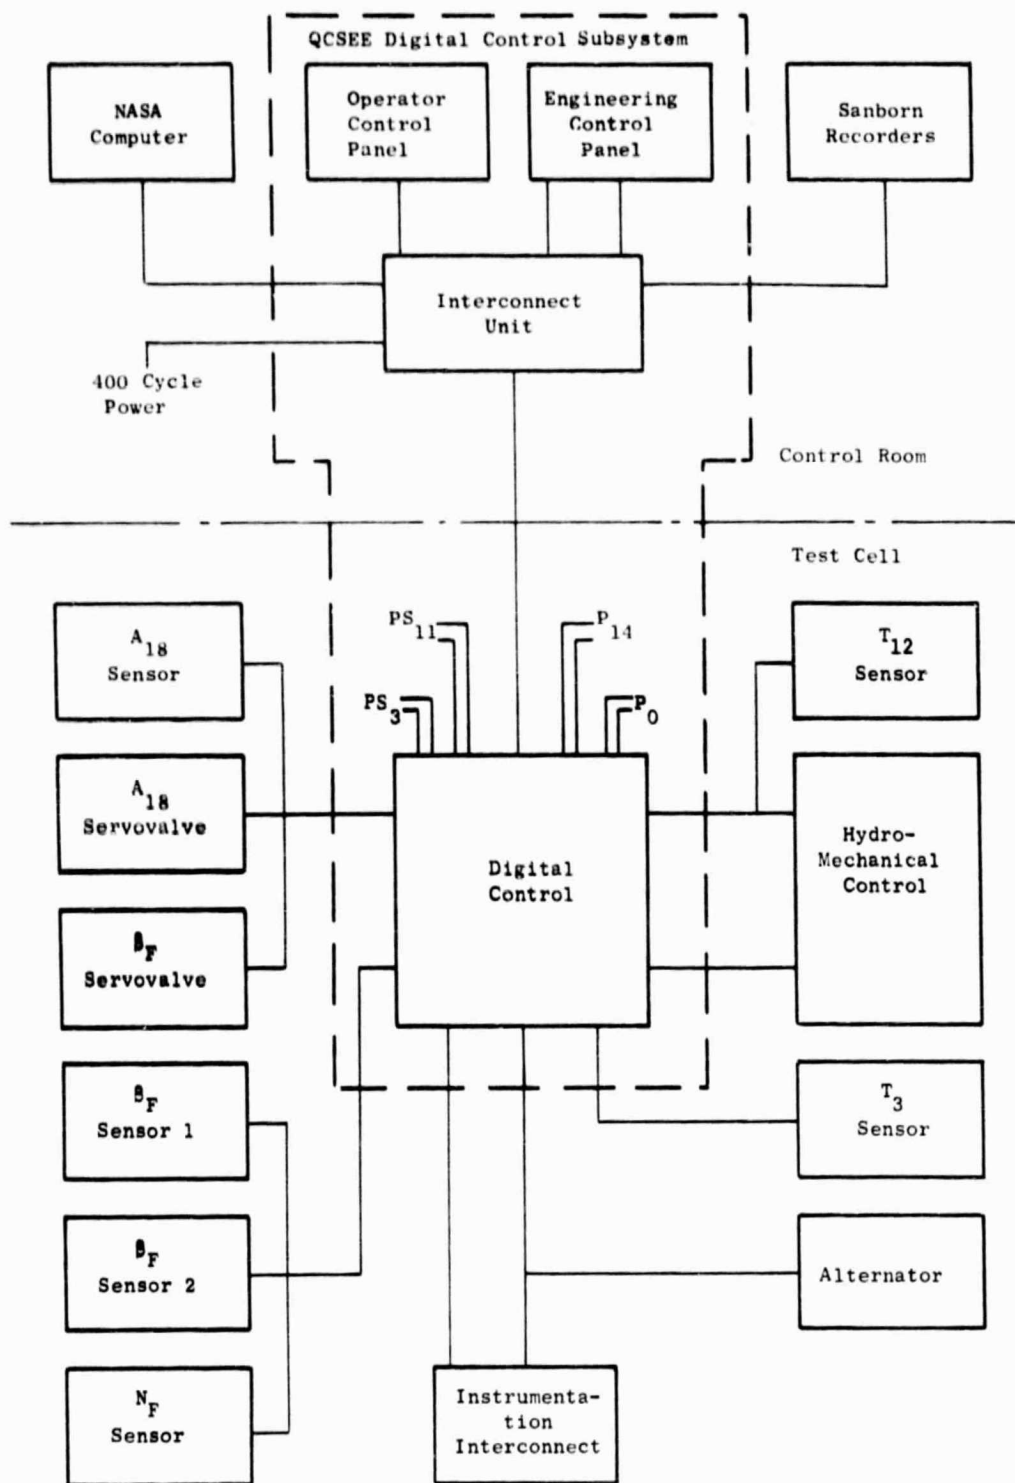 QCSEE Digital Control Subsystem
NASA
Computer
Operator
Control
Panel
Engineering
Control
Panel
Sanborn
Recorders
Interconnect
Unit
400 Cycle
Power
Control Room
Test Cell
A18
Sensor
PS11
P14
T12
Sensor
PS3
P0
A18
Servovalve
Digital
Control
Hydro-
Mechanical
Control
βF
Servovalve
βF
Sensor 1
T3
Sensor
βF
Sensor 2
Alternator
NF
Sensor
Instrumenta-
tion
Interconnect